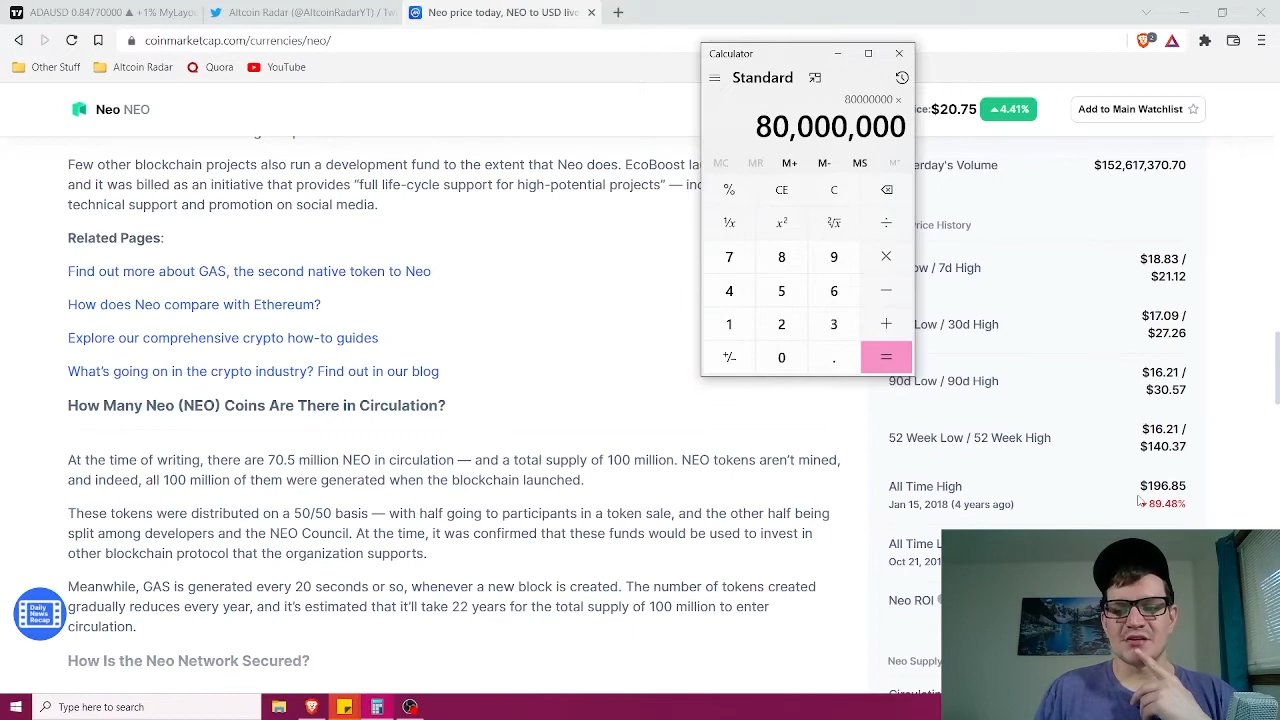 ADAUSD 0.84770000 ▲ +1 %MyLayou
Altcoin Radar (@AltcoinRadarYT) / Tw
Neo price today, NEO to USD live
coinmarketcap.com/currencies/neo/
2
Other Stuff
Altcoin Radar
Quora
YouTube
Neo NEO
ce:$20.75
4.41%
Add to Main Watchlist
Few other blockchain projects also run a development fund to the extent that Neo does. EcoBoost la
and it was billed as an initiative that provides “full life-cycle support for high-potential projects” — inc
technical support and promotion on social media.
Related Pages:
Find out more about GAS, the second native token to Neo
How does Neo compare with Ethereum?
Explore our comprehensive crypto how-to guides
What’s going on in the crypto industry? Find out in our blog
How Many Neo (NEO) Coins Are There in Circulation?
At the time of writing, there are 70.5 million NEO in circulation — and a total supply of 100 million. NEO tokens aren’t mined,
and indeed, all 100 million of them were generated when the blockchain launched.
These tokens were distributed on a 50/50 basis — with half going to participants in a token sale, and the other half being
split among developers and the NEO Council. At the time, it was confirmed that these funds would be used to invest in
other blockchain protocol that the organization supports.
Meanwhile, GAS is generated every 20 seconds or so, whenever a new block is created. The number of tokens created
gradually reduces every year, and it’s estimated that it’ll take 22 years for the total supply of 100 million to enter
circulation.
How Is the Neo Network Secured?
Daily
News
Recap
Calculator
Standard
80000000 ×
80,000,000
MC MR M+ M- MS M˅
% CE C
¹/x x² ²√x ÷
7 8 9 ×
4 5 6 −
1 2 3 +
+/− 0 . =
erday's Volume
$152,617,370.70
rice History
ow / 7d High
$18.83 /
$21.12
Low / 30d High
$17.09 /
$27.26
90d Low / 90d High
$16.21 /
$30.57
52 Week Low / 52 Week High
$16.21 /
$140.37
All Time High
$196.85
Jan 15, 2018 (4 years ago)
89.48%
All Time L
Oct 21, 201
Neo ROI
Neo Supply
Type here to search